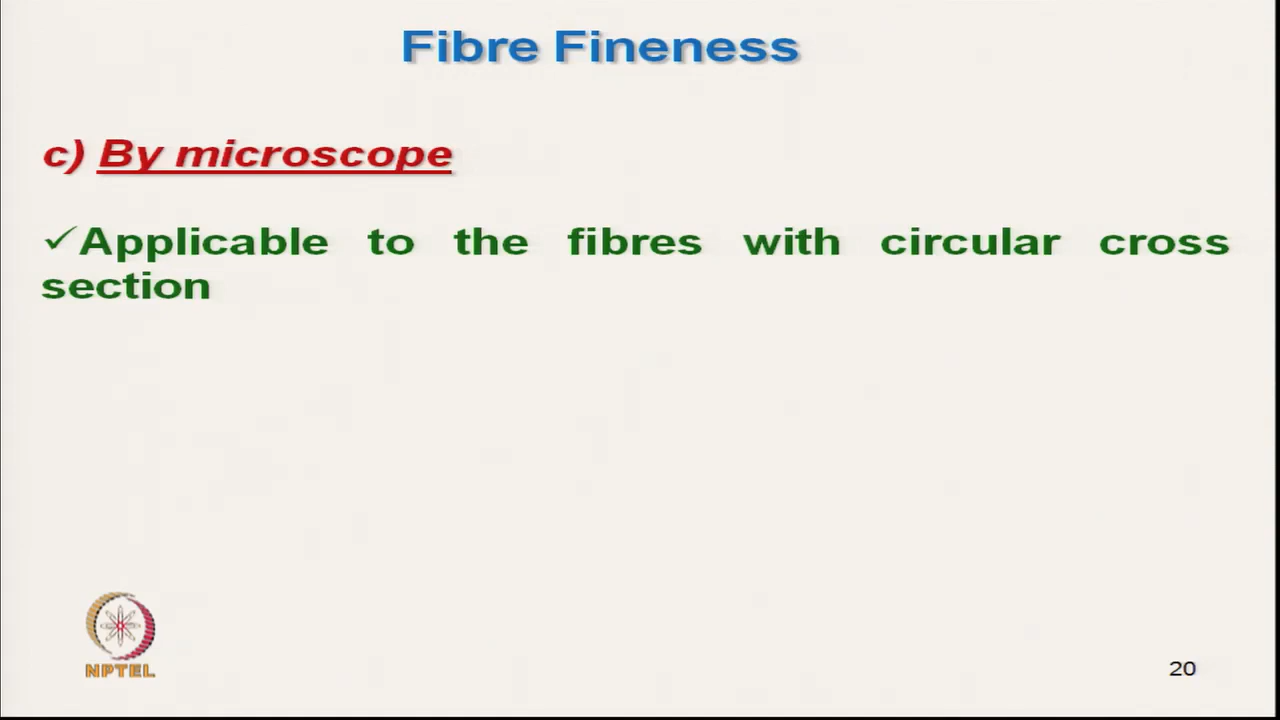 Fibre Fineness
c) By microscope
✓Applicable to the fibres with circular cross
section
NPTEL
20